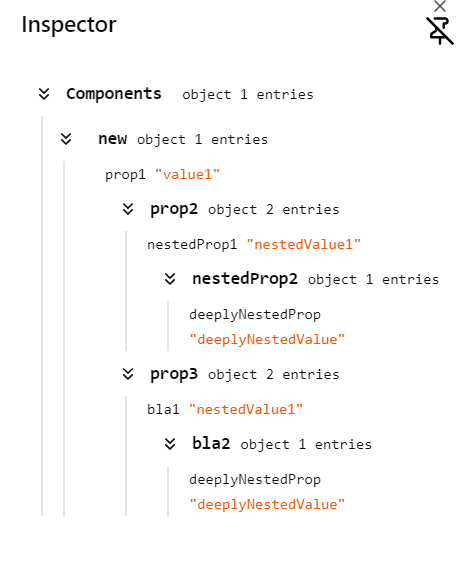 Inspector
Components object 1 entries
new object 1 entries
prop1 "value1"
prop2 object 2 entries
nestedProp1 "nestedValue1"
nestedProp2 object 1 entries
deeplyNestedProp
"deeplyNestedValue"
prop3 object 2 entries
bla1 "nestedValue1"
bla2 object 1 entries
deeplyNestedProp
"deeplyNestedValue"